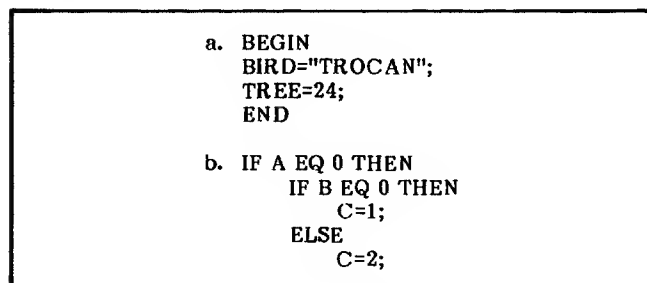 a. BEGIN
BIRD="TROCAN";
TREE=24;
END
b. IF A EQ 0 THEN
IF B EQ 0 THEN
C=1;
ELSE
C=2;